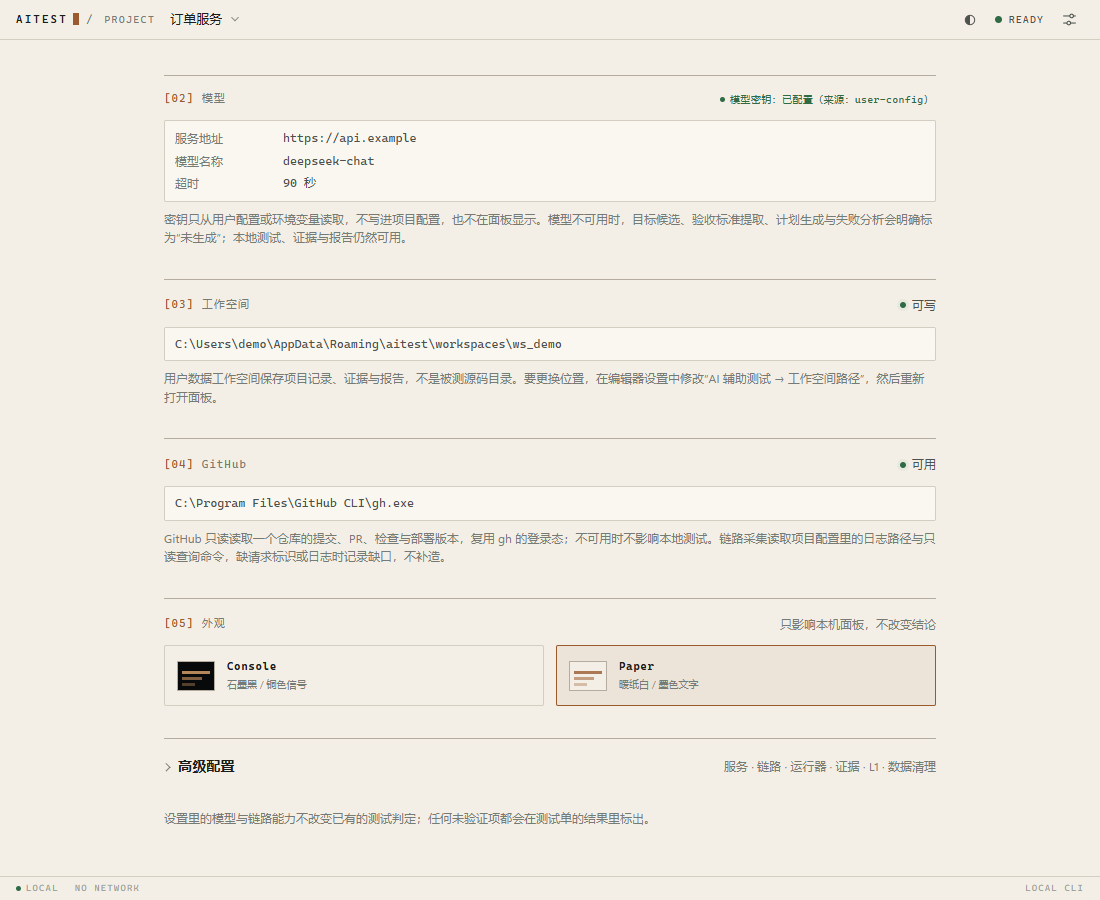 AITEST / PROJECT 订单服务 READY
[02] 模型 模型密钥：已配置（来源：user-config）
服务地址 https://api.example
模型名称 deepseek-chat
超时 90 秒
密钥只从用户配置或环境变量读取，不写进项目配置，也不在面板显示。模型不可用时，目标候选、验收标准提取、计划生成与失败分析会明确标
为“未生成”；本地测试、证据与报告仍然可用。
[03] 工作空间 可写
C:\Users\demo\AppData\Roaming\aitest\workspaces\ws_demo
用户数据工作空间保存项目记录、证据与报告，不是被测源码目录。要更换位置，在编辑器设置中修改“AI 辅助测试 → 工作空间路径”，然后重新
打开面板。
[04] GitHub 可用
C:\Program Files\GitHub CLI\gh.exe
GitHub 只读读取一个仓库的提交、PR、检查与部署版本，复用 gh 的登录态；不可用时不影响本地测试。链路采集读取项目配置里的日志路径与只
读查询命令，缺请求标识或日志时记录缺口，不补造。
[05] 外观 只影响本机面板，不改变结论
Console
石墨黑 / 铜色信号
Paper
暖纸白 / 墨色文字
高级配置 服务 · 链路 · 运行器 · 证据 · L1 · 数据清理
设置里的模型与链路能力不改变已有的测试判定；任何未验证项都会在测试单的结果里标出。
LOCAL NO NETWORK LOCAL CLI